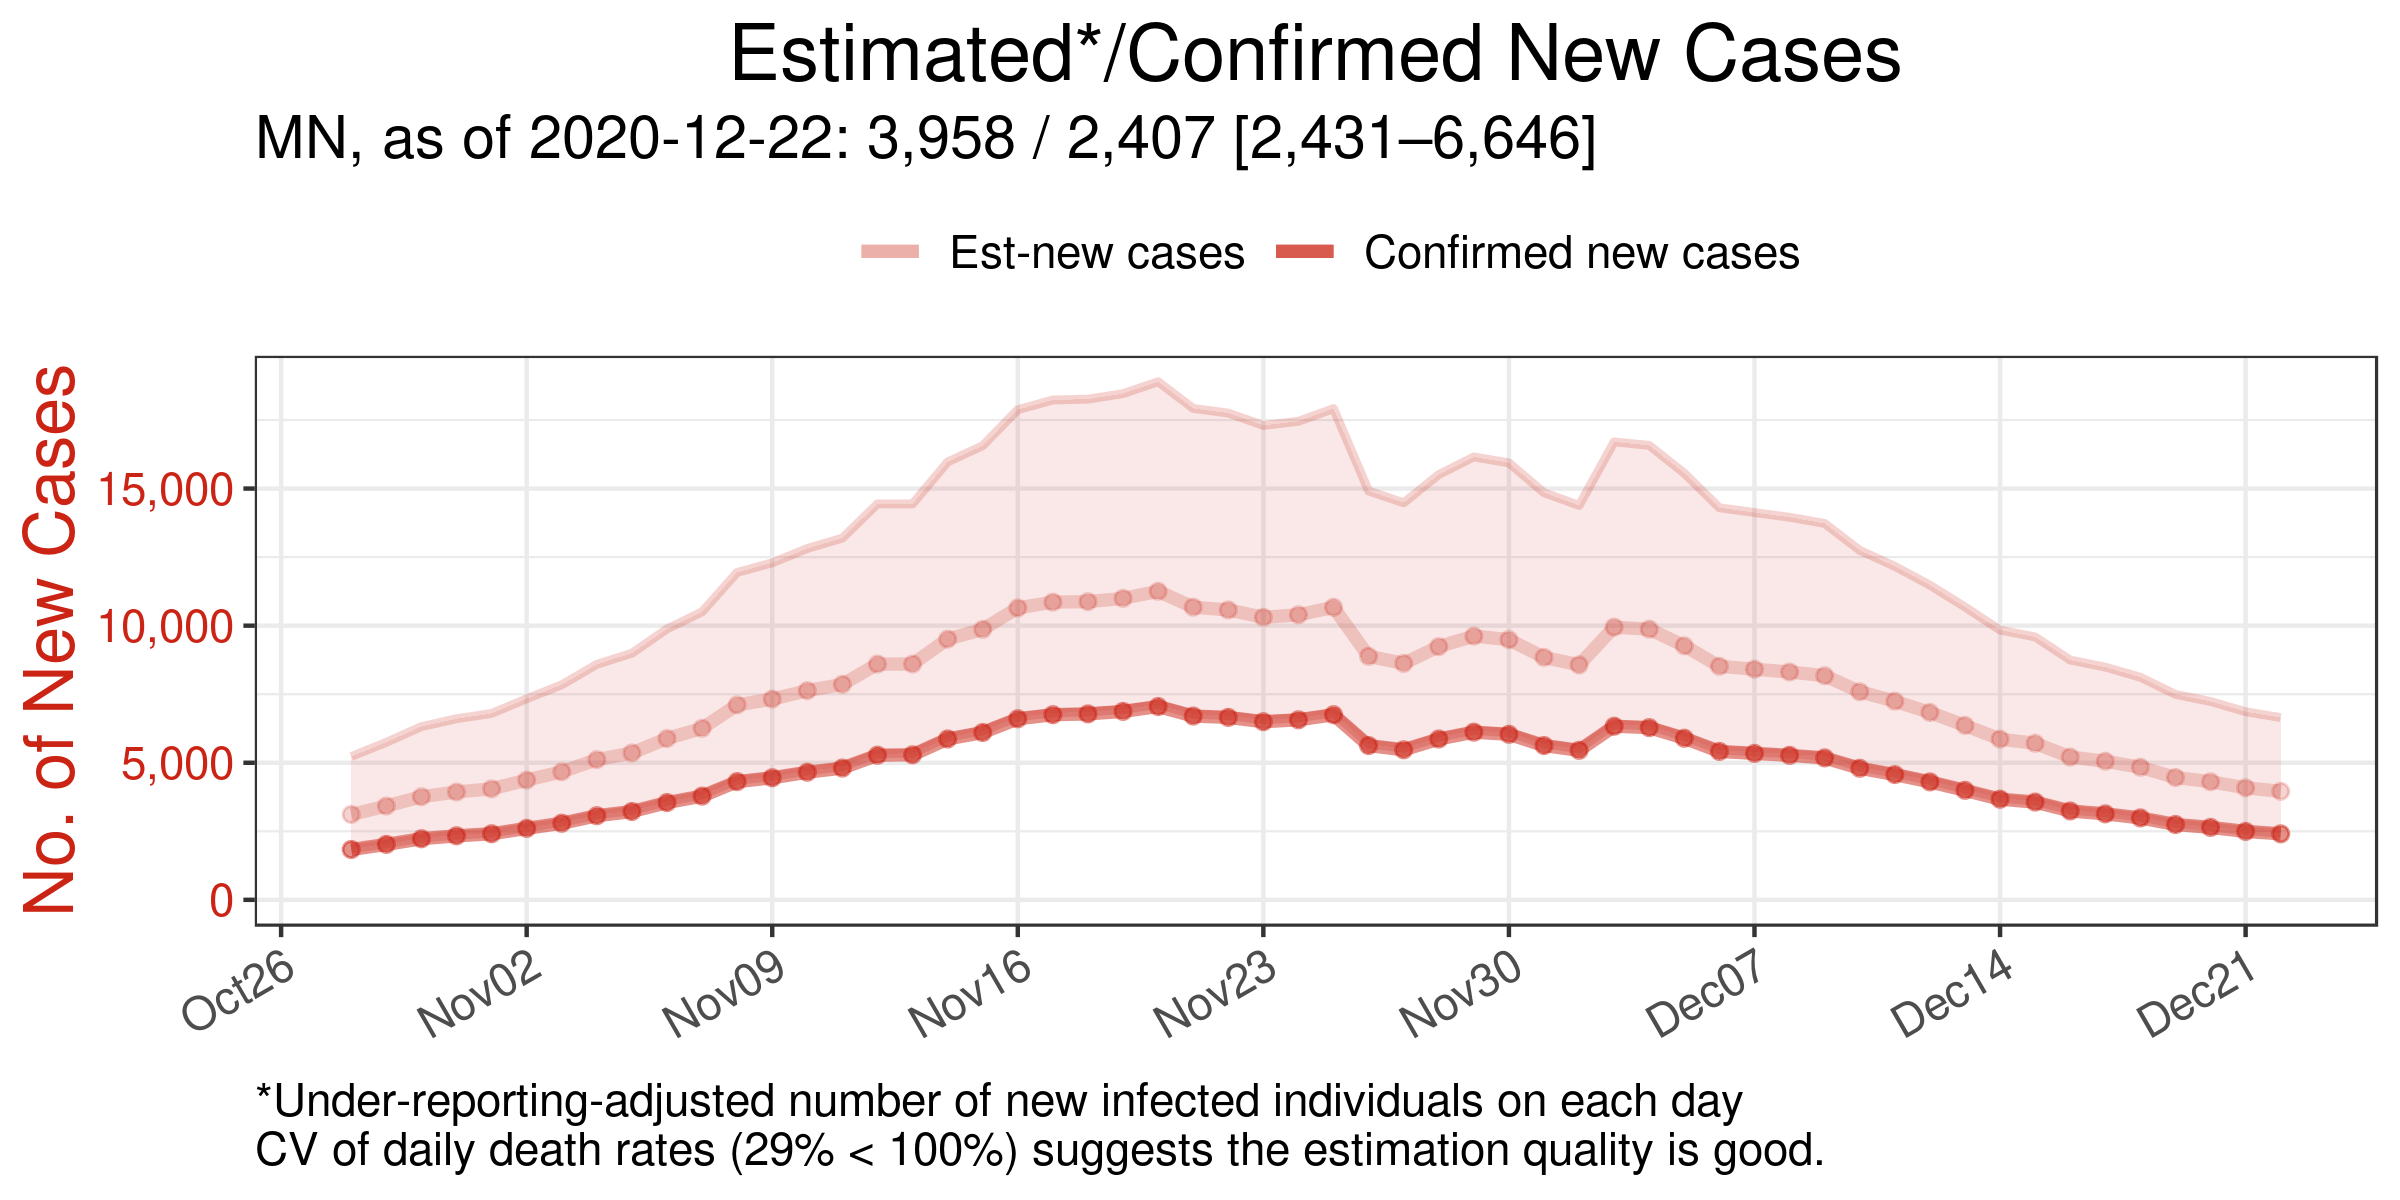 Estimated*/Confirmed New Cases
MN, as of 2020-12-22: 3,958 / 2,407 [2,431–6,646]
Est-new cases
Confirmed new cases
No. of New Cases
15,000
10,000
5,000
0
Oct26
Nov02
Nov09
Nov16
Nov23
Nov30
Dec07
Dec14
Dec21
*Under-reporting-adjusted number of new infected individuals on each day
CV of daily death rates (29% < 100%) suggests the estimation quality is good.